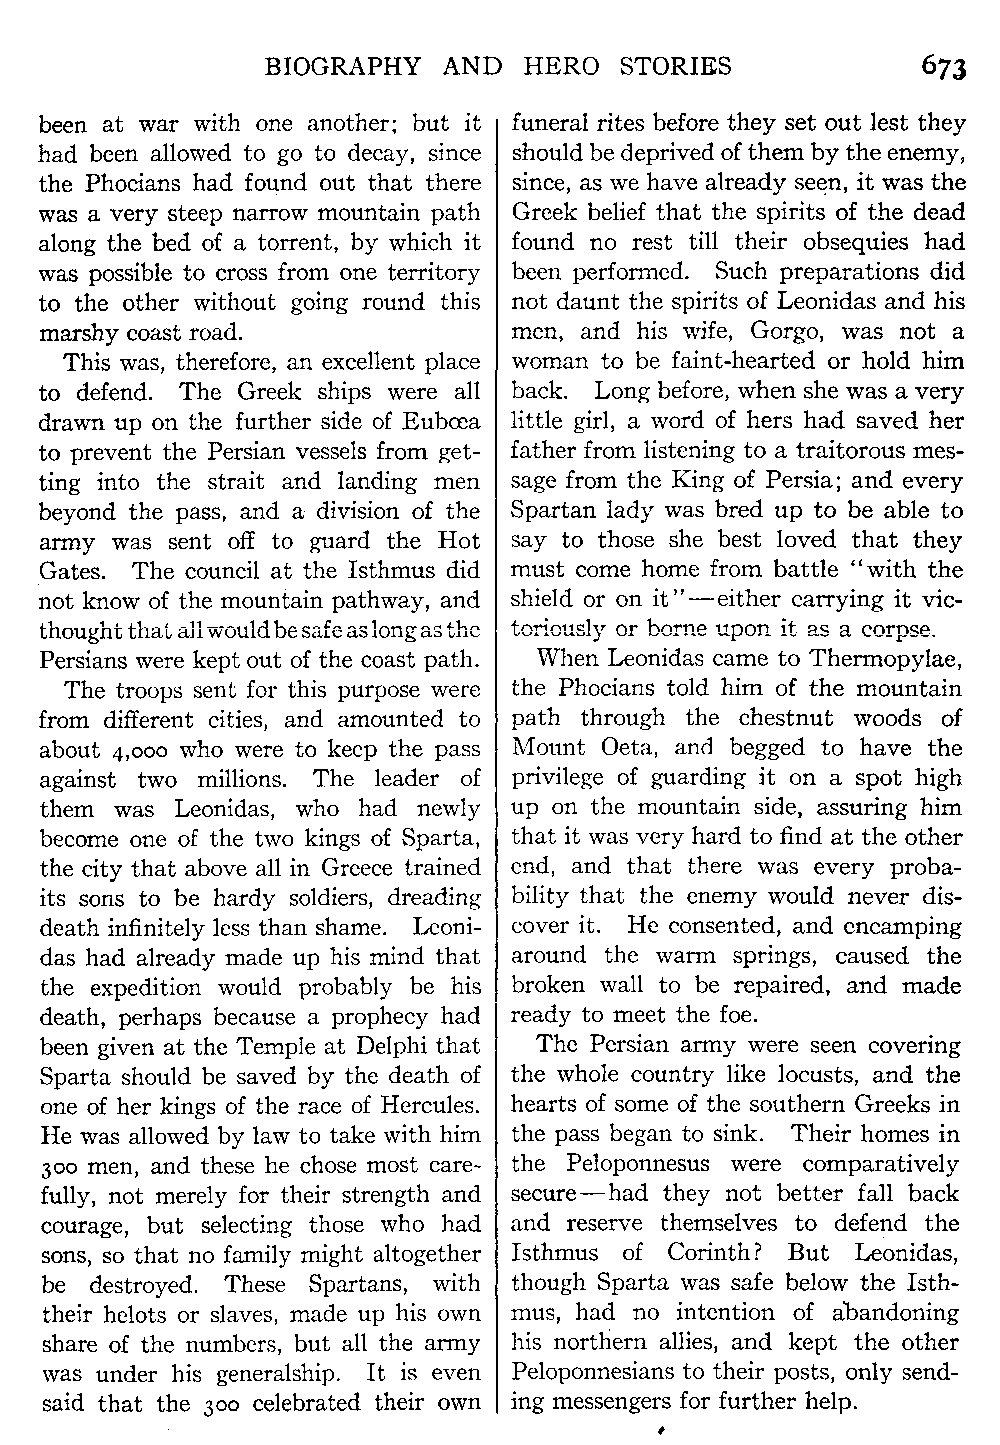 BIOGRAPHY AND HERO STORIES 673
been at war with one another; but it
had been allowed to go to decay, since
the Phocians had found out that there
was a very steep narrow mountain path
along the bed of a torrent, by which it
was possible to cross from one territory
to the other without going round this
marshy coast road.
This was, therefore, an excellent place
to defend. The Greek ships were all
drawn up on the further side of Eubœa
to prevent the Persian vessels from get-
ting into the strait and landing men
beyond the pass, and a division of the
army was sent off to guard the Hot
Gates. The council at the Isthmus did
not know of the mountain pathway, and
thought that all would be safe as long as the
Persians were kept out of the coast path.
The troops sent for this purpose were
from different cities, and amounted to
about 4,000 who were to keep the pass
against two millions. The leader of
them was Leonidas, who had newly
become one of the two kings of Sparta,
the city that above all in Greece trained
its sons to be hardy soldiers, dreading
death infinitely less than shame. Leoni-
das had already made up his mind that
the expedition would probably be his
death, perhaps because a prophecy had
been given at the Temple at Delphi that
Sparta should be saved by the death of
one of her kings of the race of Hercules.
He was allowed by law to take with him
300 men, and these he chose most care-
fully, not merely for their strength and
courage, but selecting those who had
sons, so that no family might altogether
be destroyed. These Spartans, with
their helots or slaves, made up his own
share of the numbers, but all the army
was under his generalship. It is even
said that the 300 celebrated their own
funeral rites before they set out lest they
should be deprived of them by the enemy,
since, as we have already seen, it was the
Greek belief that the spirits of the dead
found no rest till their obsequies had
been performed. Such preparations did
not daunt the spirits of Leonidas and his
men, and his wife, Gorgo, was not a
woman to be faint-hearted or hold him
back. Long before, when she was a very
little girl, a word of hers had saved her
father from listening to a traitorous mes-
sage from the King of Persia; and every
Spartan lady was bred up to be able to
say to those she best loved that they
must come home from battle "with the
shield or on it"—either carrying it vic-
toriously or borne upon it as a corpse.
When Leonidas came to Thermopylae,
the Phocians told him of the mountain
path through the chestnut woods of
Mount Oeta, and begged to have the
privilege of guarding it on a spot high
up on the mountain side, assuring him
that it was very hard to find at the other
end, and that there was every proba-
bility that the enemy would never dis-
cover it. He consented, and encamping
around the warm springs, caused the
broken wall to be repaired, and made
ready to meet the foe.
The Persian army were seen covering
the whole country like locusts, and the
hearts of some of the southern Greeks in
the pass began to sink. Their homes in
the Peloponnesus were comparatively
secure—had they not better fall back
and reserve themselves to defend the
Isthmus of Corinth? But Leonidas,
though Sparta was safe below the Isth-
mus, had no intention of abandoning
his northern allies, and kept the other
Peloponnesians to their posts, only send-
ing messengers for further help.